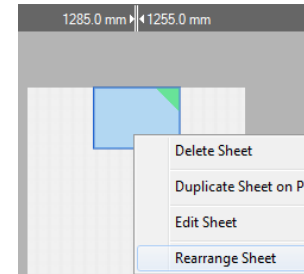 1285.0 mm 1255.0 mm
Delete Sheet
Duplicate Sheet on P
Edit Sheet
Rearrange Sheet